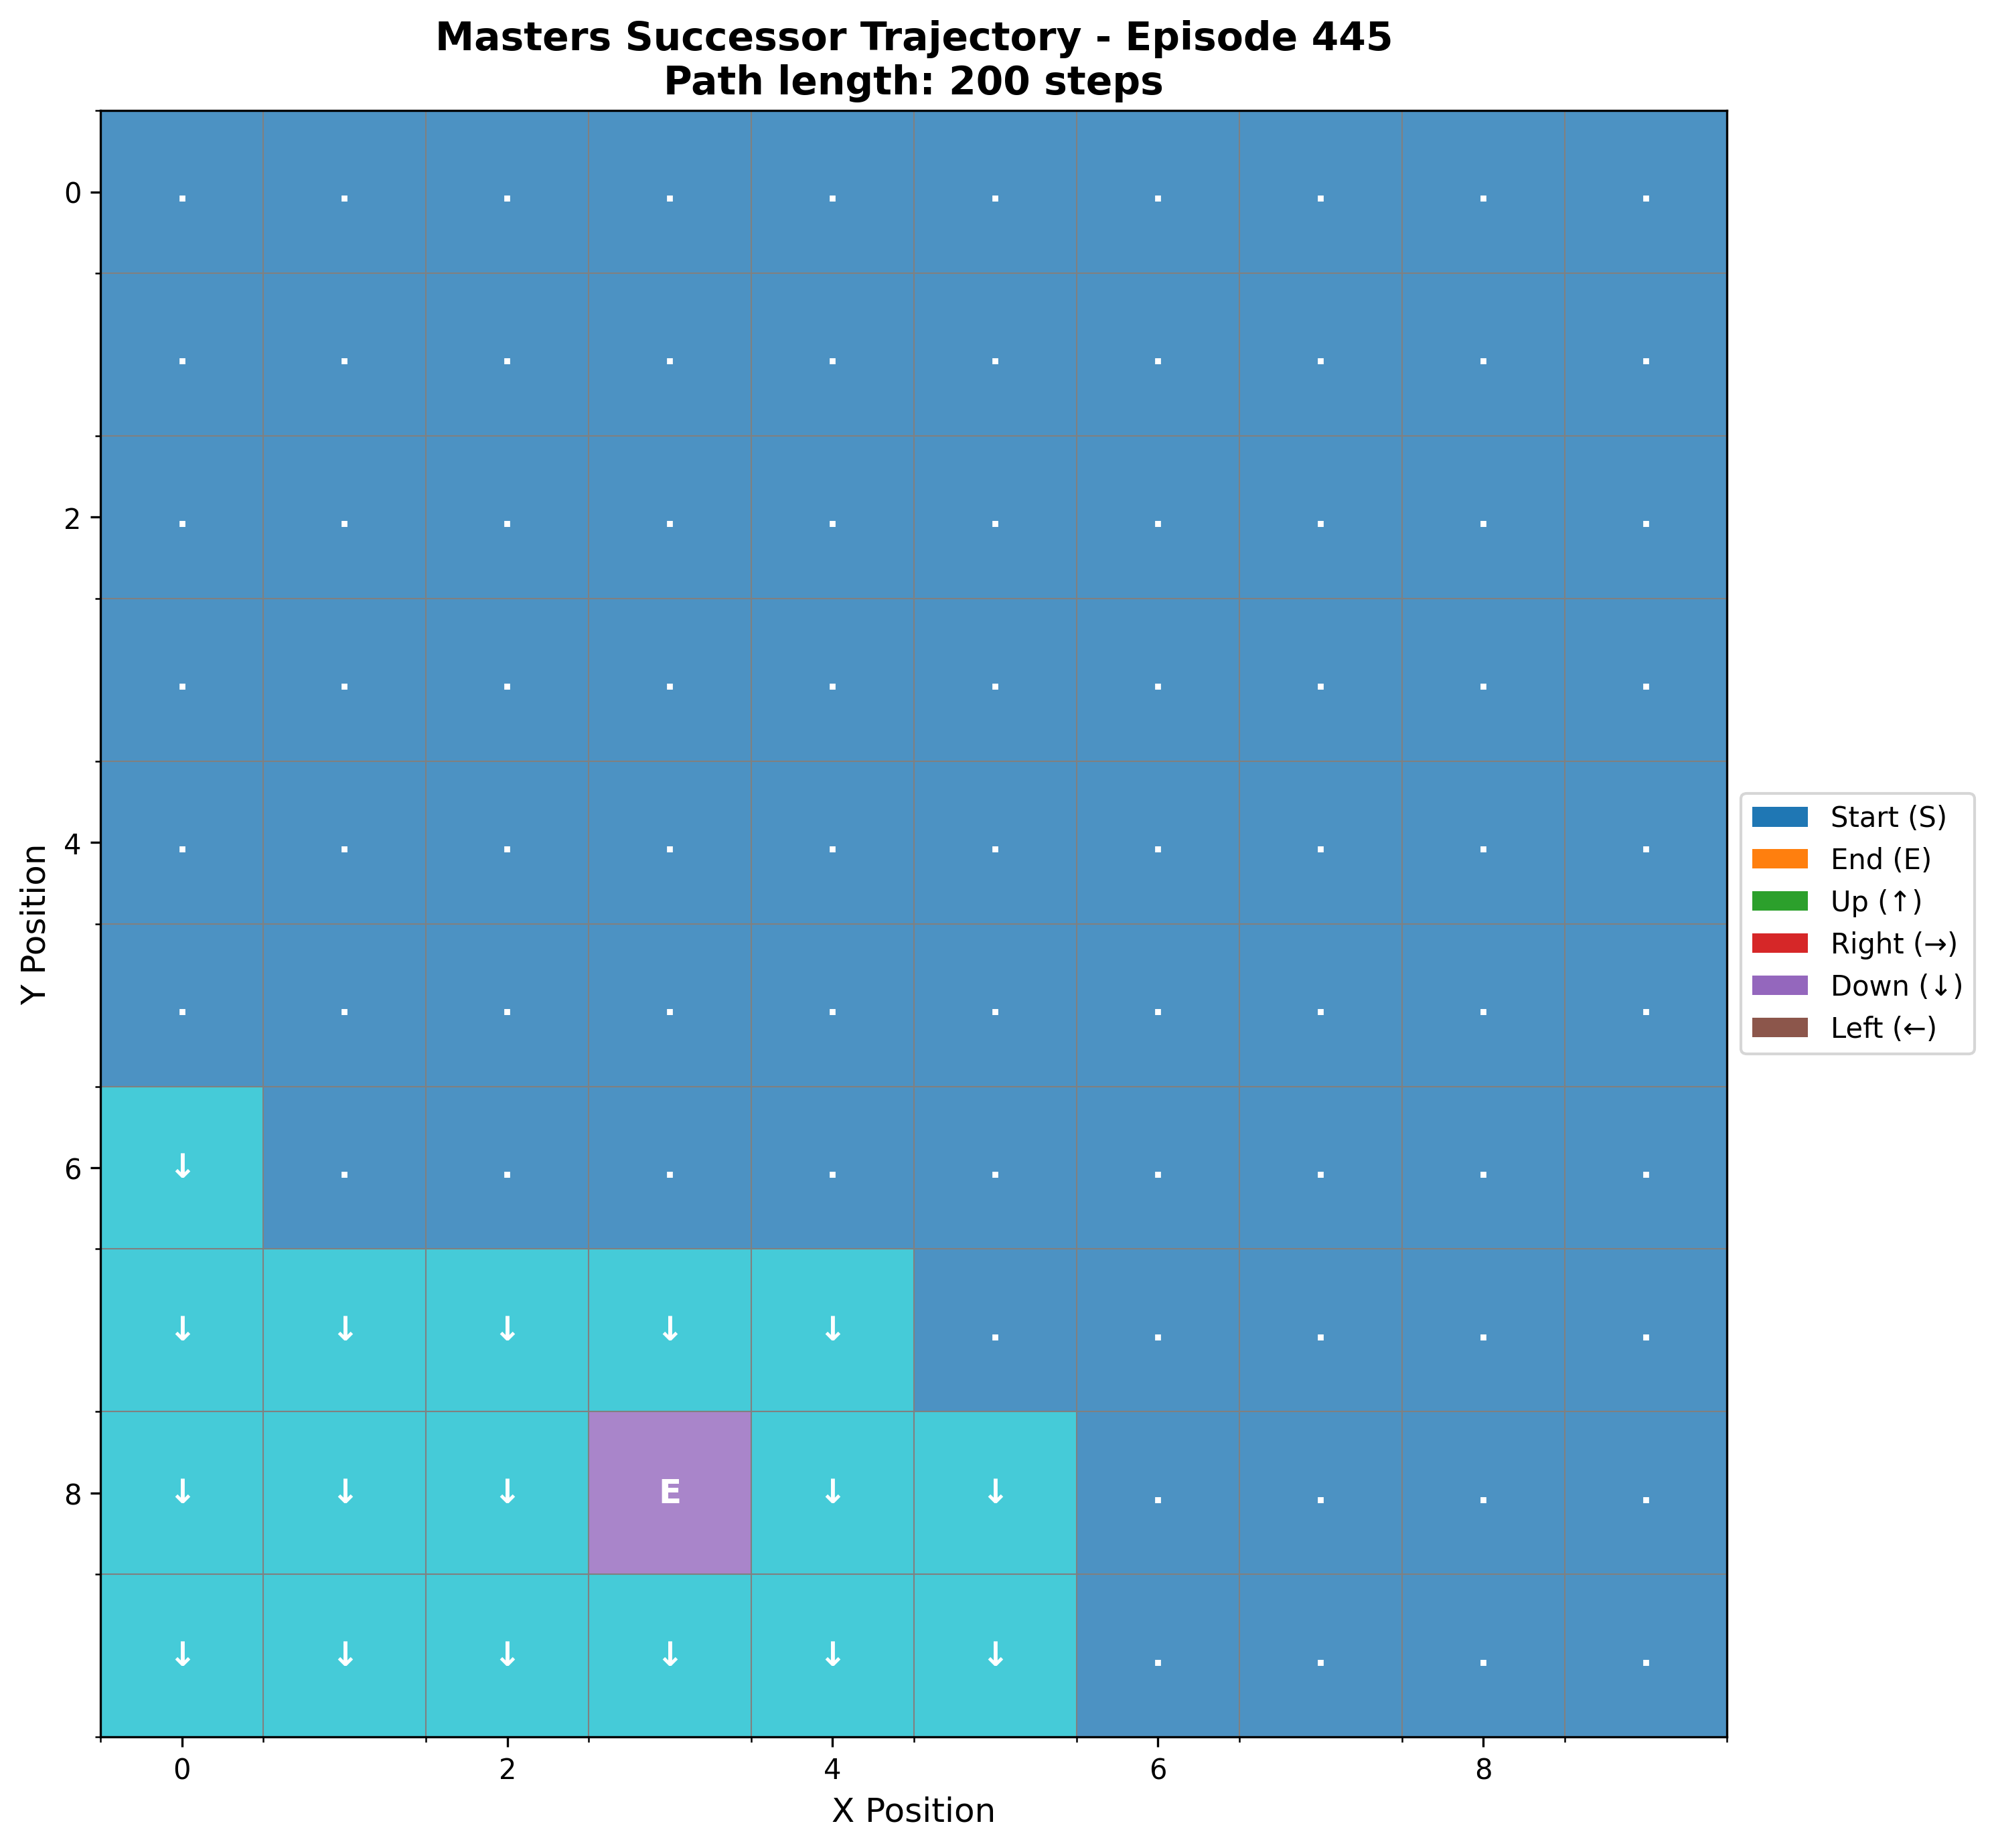 Masters Successor Trajectory - Episode 445
Path length: 200 steps
0 . . . . . . . . . .
. . . . . . . . . .
2 . . . . . . . . . .
. . . . . . . . . .
4 . . . . . . . . . .
. . . . . . . . . .
6 ↓ . . . . . . . . .
↓ ↓ ↓ ↓ ↓ . . . . .
8 ↓ ↓ ↓ E ↓ ↓ . . . .
↓ ↓ ↓ ↓ ↓ ↓ . . . .
0 2 4 6 8
X Position
Y Position
Start (S)
End (E)
Up (↑)
Right (→)
Down (↓)
Left (←)